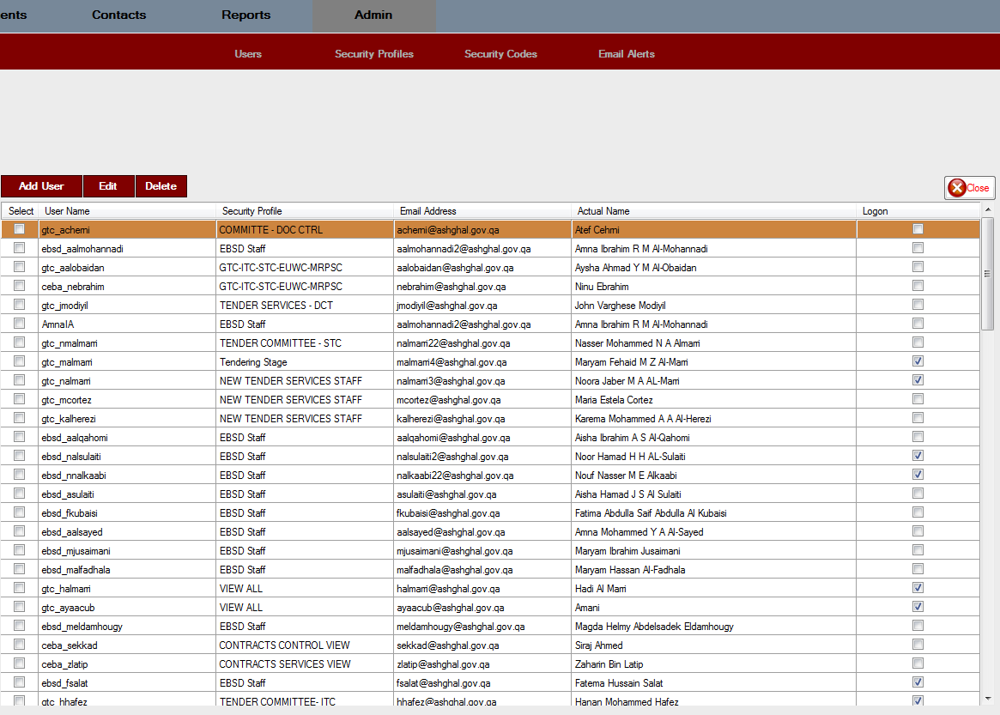 ents Contacts Reports Admin
Users Security Profiles Security Codes Email Alerts
Add User Edit Delete Close
Select User Name Security Profile Email Address Actual Name Logon
gtc_achemi COMMITTE - DOC CTRL achemi@ashghal.gov.qa Atef Cehmi
ebsd_aalmohannadi EBSD Staff aalmohannadi2@ashghal.gov.qa Amna Ibrahim R M Al-Mohannadi
gtc_aalobaidan GTC-ITC-STC-EUWC-MRPSC aalobaidan@ashghal.gov.qa Aysha Ahmad Y M Al-Obaidan
ceba_nebrahim GTC-ITC-STC-EUWC-MRPSC nebrahim@ashghal.gov.qa Ninu Ebrahim
gtc_jmodiyil TENDER SERVICES - DCT jmodiyil@ashghal.gov.qa John Varghese Modiyil
AmnaIA EBSD Staff aalmohannadi2@ashghal.gov.qa Amna Ibrahim R M Al-Mohannadi
gtc_nmalmarri TENDER COMMITTEE - STC nalmarri22@ashghal.gov.qa Nasser Mohammed N A Almarri
gtc_malmarri Tendering Stage malmarri4@ashghal.gov.qa Maryam Fehaid M Z Al-Marri
gtc_nalmarri NEW TENDER SERVICES STAFF nalmarri3@ashghal.gov.qa Noora Jaber M A AL-Marri
gtc_mcortez NEW TENDER SERVICES STAFF mcortez@ashghal.gov.qa Maria Estela Cortez
gtc_kalherezi NEW TENDER SERVICES STAFF kalherezi@ashghal.gov.qa Karema Mohammed A A Al-Herezi
ebsd_aalqahomi EBSD Staff aalqahomi@ashghal.gov.qa Aisha Ibrahim A S Al-Qahomi
ebsd_nalsulaiti EBSD Staff nalsulaiti2@ashghal.gov.qa Noor Hamad H H AL-Sulaiti
ebsd_nnalkaabi EBSD Staff nalkaabi22@ashghal.gov.qa Nouf Nasser M E Alkaabi
ebsd_asulaiti EBSD Staff asulaiti@ashghal.gov.qa Aisha Hamad J S Al Sulaiti
ebsd_fkubaisi EBSD Staff fkubaisi@ashghal.gov.qa Fatima Abdulla Saif Abdulla Al Kubaisi
ebsd_aalsayed EBSD Staff aalsayed@ashghal.gov.qa Amna Mohammed Y A Al-Sayed
ebsd_mjusaimani EBSD Staff mjusaimani@ashghal.gov.qa Maryam Ibrahim Jusaimani
ebsd_malfadhala EBSD Staff malfadhala@ashghal.gov.qa Maryam Hassan Al-Fadhala
gtc_halmarri VIEW ALL halmarri@ashghal.gov.qa Hadi Al Marri
gtc_ayaacub VIEW ALL ayaacub@ashghal.gov.qa Amani
ebsd_meldamhougy EBSD Staff meldamhougy@ashghal.gov.qa Magda Helmy Abdelsadek Eldamhougy
ceba_sekkad CONTRACTS CONTROL VIEW sekkad@ashghal.gov.qa Siraj Ahmed
ceba_zlatip CONTRACTS SERVICES VIEW zlatip@ashghal.gov.qa Zaharin Bin Latip
ebsd_fsalat EBSD Staff fsalat@ashghal.gov.qa Fatema Hussain Salat
gtc_hhafez TENDER COMMITTEE- ITC hhafez@ashghal.gov.qa Hanan Mohammed Hafez